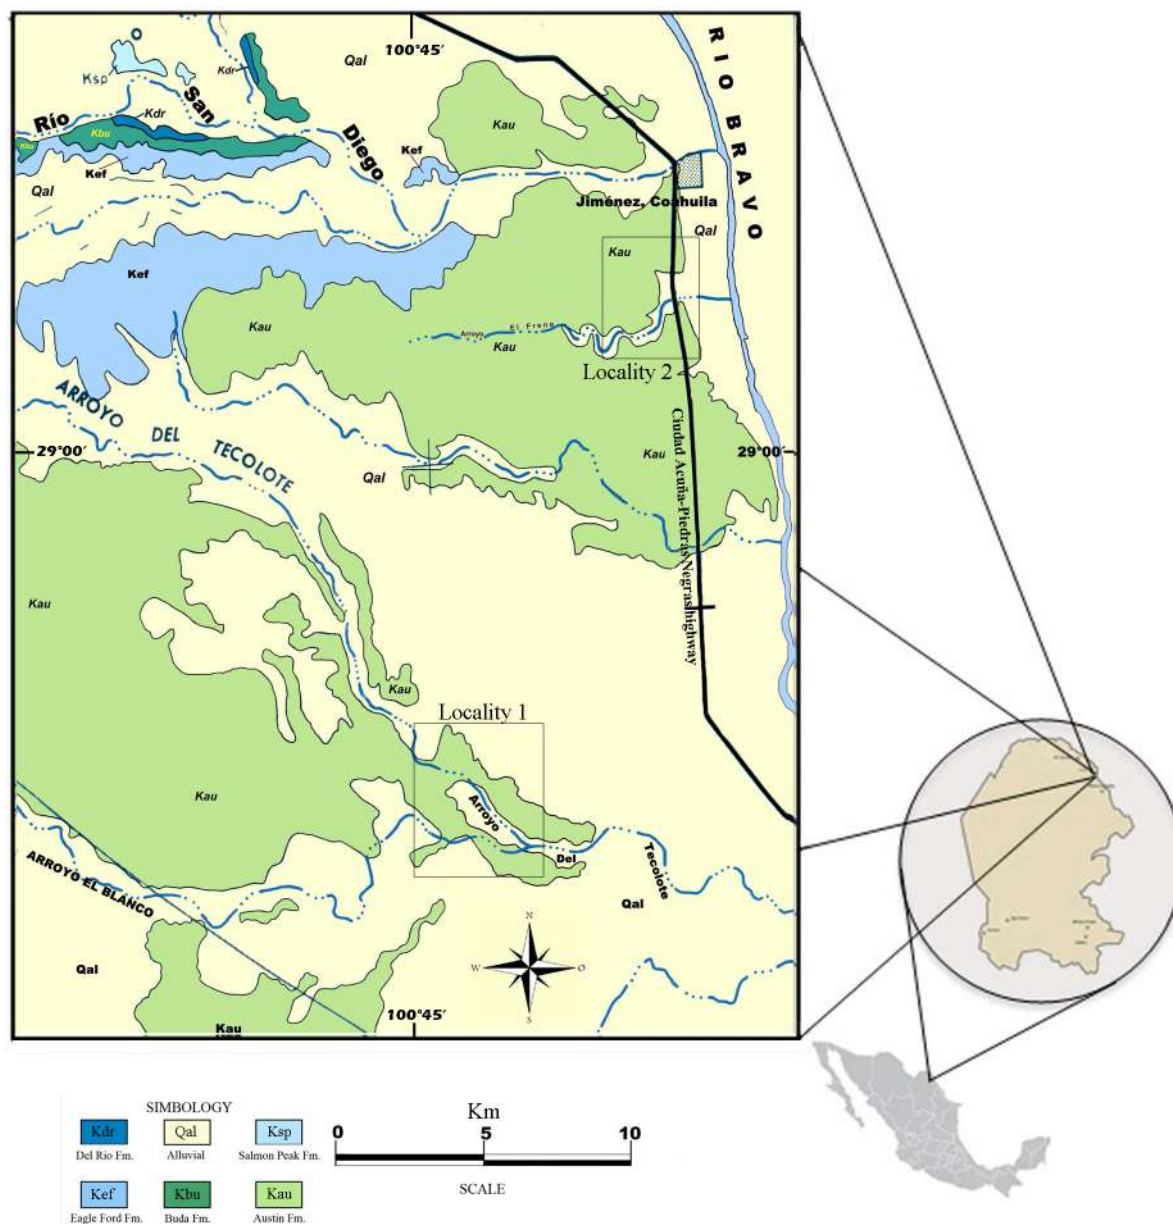 RIO BRAVO
100°45'
Qal
Ksp
Kdr
Río San Diego
Kau
Kdr
Kbu
Kef
Kef
Qal
Jiménez, Coahuila
Qal
Kau
Kef
Kau
Arroyo EL Freno
Kau
Locality 2
ARROYO DEL TECOLOTE
Ciudad Acuña-Piedras Negras highway
29°00'
29°00'
Kau
Qal
Kau
Kau
Locality 1
Kau
Arroyo Del Tecolote
ARROYO EL BLANCO
Qal
Qal
N
W
O
S
100°45'
Kau
SIMBOLOGY
Kdr
Qal
Ksp
Del Rio Fm.
Alluvial
Salmon Peak Fm.
Kef
Kbu
Kau
Eagle Ford Fm.
Buda Fm.
Austin Fm.
Km
0 5 10
SCALE